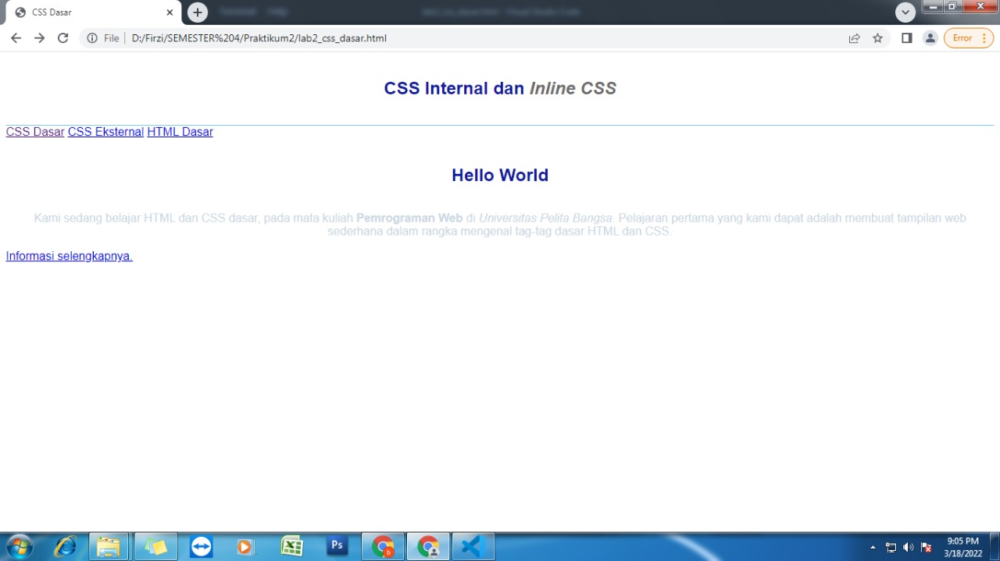 CSS Dasar
File
D:/Firzi/SEMESTER%204/Praktikum2/lab2_css_dasar.html
Error
CSS Internal dan Inline CSS
CSS Dasar CSS Eksternal HTML Dasar
Hello World
Kami sedang belajar HTML dan CSS dasar, pada mata kuliah Pemrograman Web di Universitas Pelita Bangsa. Pelajaran pertama yang kami dapat adalah membuat tampilan web
sederhana dalam rangka mengenal tag-tag dasar HTML dan CSS.
Informasi selengkapnya.
Ps
b
9:05 PM
3/18/2022